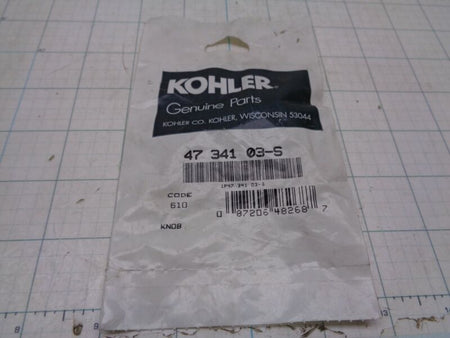 KOHLER®
Genuine Parts
KOHLER CO. KOHLER, WISCONSIN 53044
47 341 03-S
CODE
610
0 87206 48268 7
KNOB